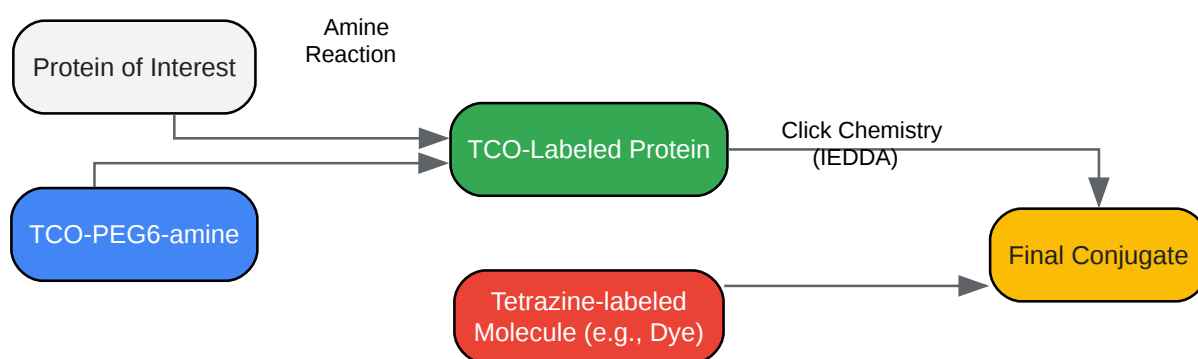 Protein of Interest
Amine
Reaction
TCO-PEG6-amine
TCO-Labeled Protein
Click Chemistry
(IEDDA)
Tetrazine-labeled
Molecule (e.g., Dye)
Final Conjugate